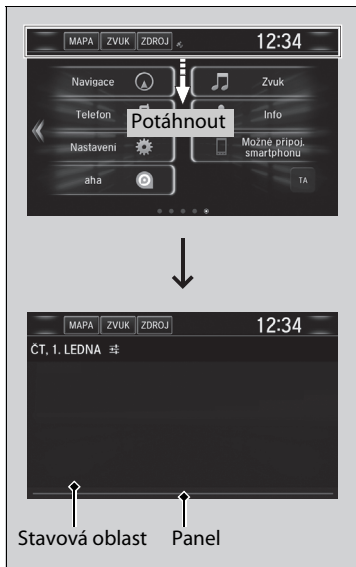 MAPA ZVUK ZDROJ 12:34
Navigace Zvuk
Telefon Info
Potáhnout
Nastavení Možné připoj.
smartphonu
aha TA
MAPA ZVUK ZDROJ 12:34
ČT, 1. LEDNA
Stavová oblast Panel